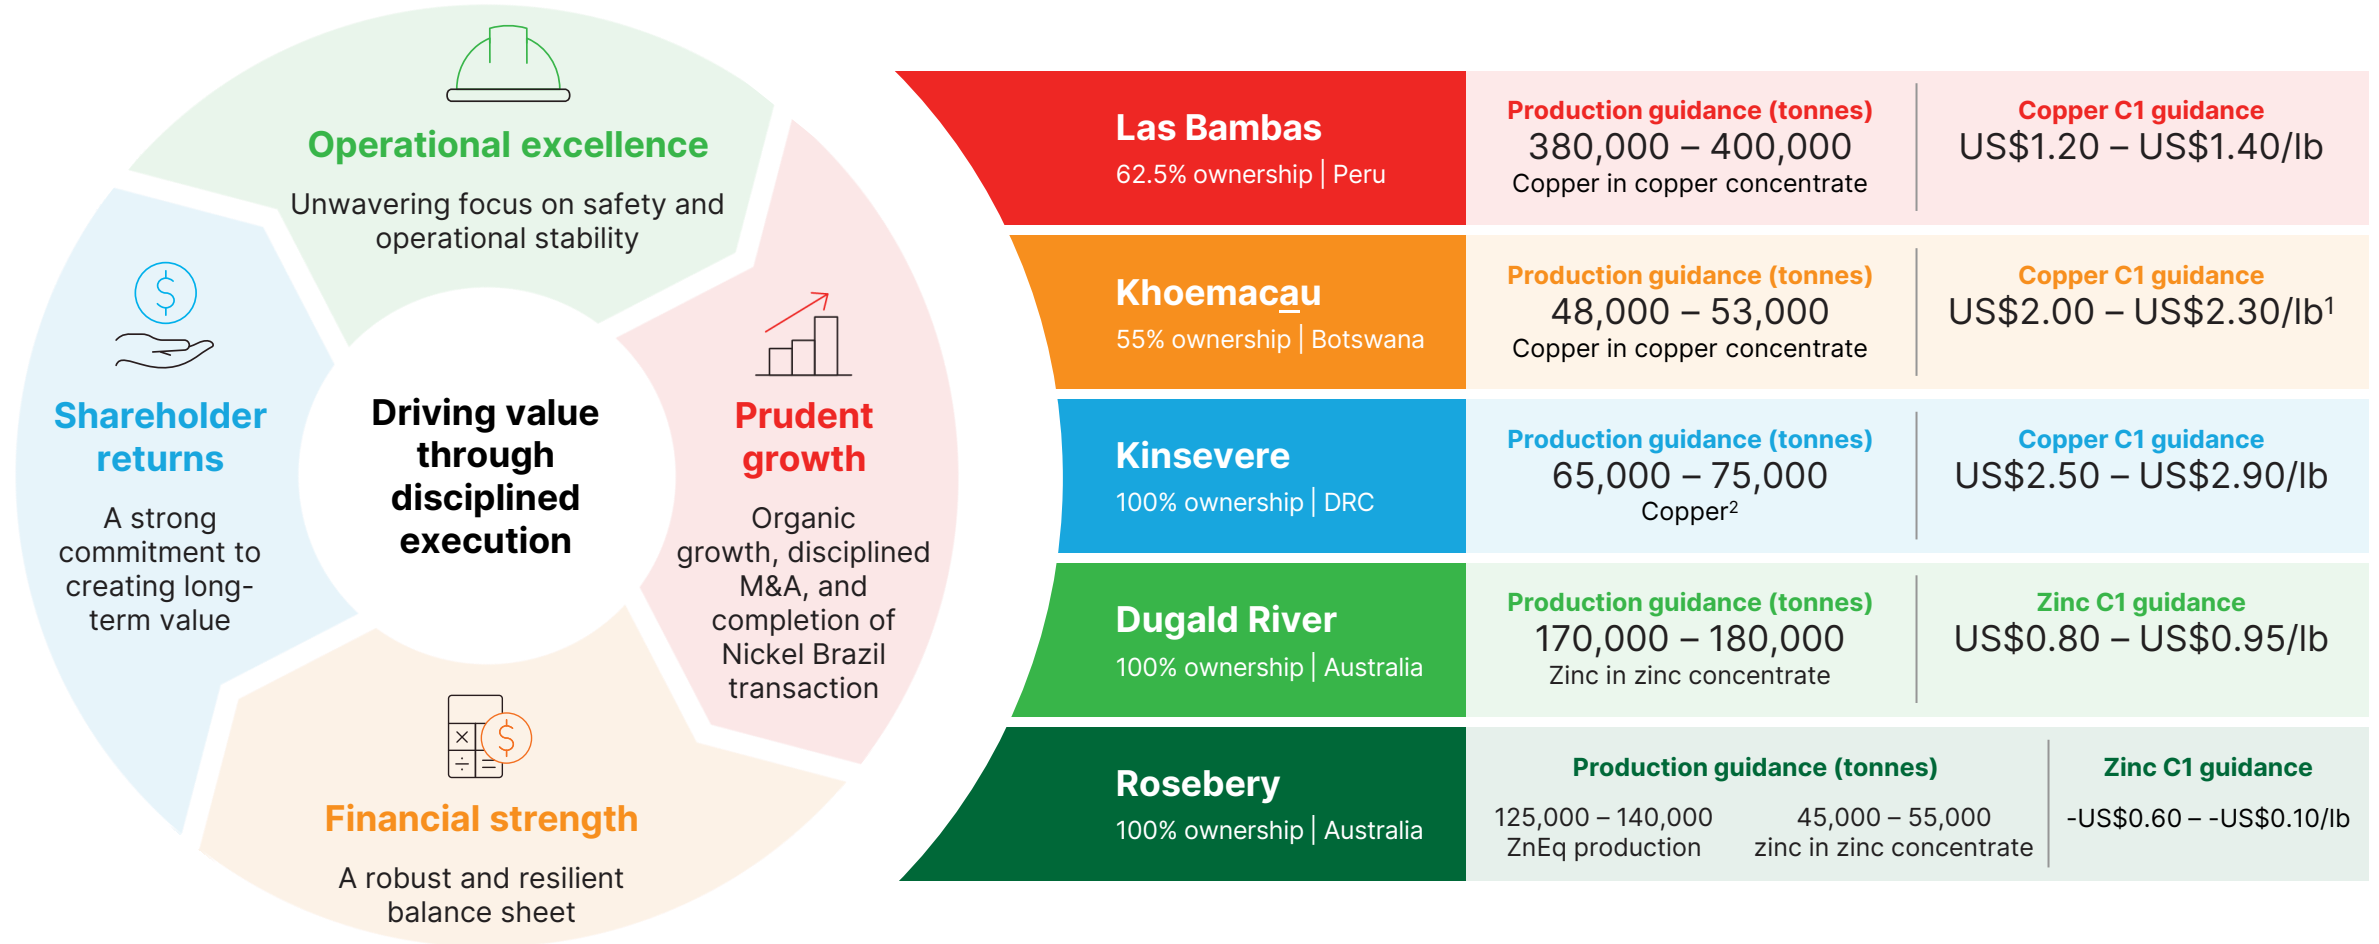 Operational excellence
Unwavering focus on safety and
operational stability
Shareholder
returns
A strong
commitment to
creating long-
term value
Driving value
through
disciplined
execution
Prudent
growth
Organic
growth, disciplined
M&A, and
completion of
Nickel Brazil
transaction
Financial strength
A robust and resilient
balance sheet
Las Bambas
62.5% ownership | Peru
Production guidance (tonnes)
380,000 – 400,000
Copper in copper concentrate
Copper C1 guidance
US$1.20 – US$1.40/lb
Khoemacau
55% ownership | Botswana
Production guidance (tonnes)
48,000 – 53,000
Copper in copper concentrate
Copper C1 guidance
US$2.00 – US$2.30/lb¹
Kinsevere
100% ownership | DRC
Production guidance (tonnes)
65,000 – 75,000
Copper²
Copper C1 guidance
US$2.50 – US$2.90/lb
Dugald River
100% ownership | Australia
Production guidance (tonnes)
170,000 – 180,000
Zinc in zinc concentrate
Zinc C1 guidance
US$0.80 – US$0.95/lb
Rosebery
100% ownership | Australia
Production guidance (tonnes)
125,000 – 140,000
ZnEq production
45,000 – 55,000
zinc in zinc concentrate
Zinc C1 guidance
-US$0.60 – -US$0.10/lb